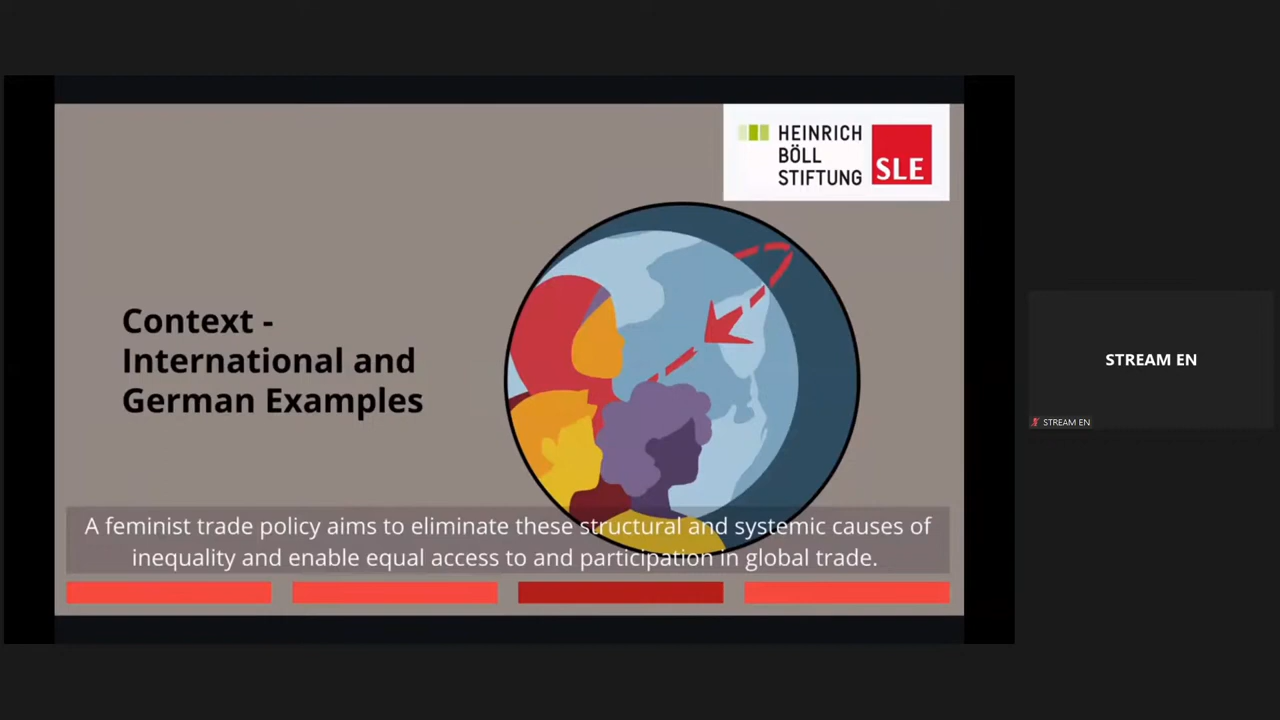 HEINRICH
BÖLL
STIFTUNG
SLE
Context -
International and
German Examples
A feminist trade policy aims to eliminate these structural and systemic causes of
inequality and enable equal access to and participation in global trade.
STREAM EN
STREAM EN